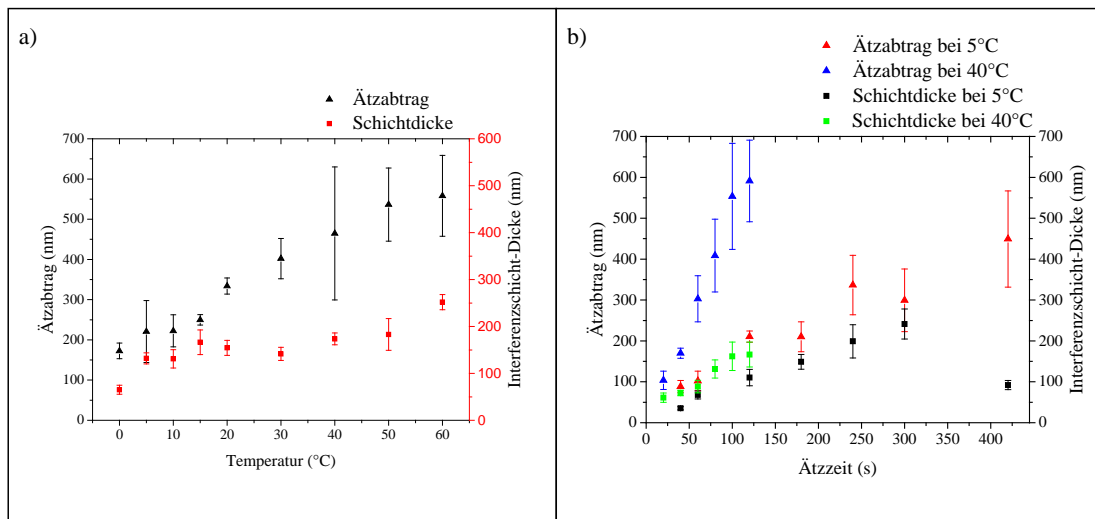 a)
Ätzabtrag
Schichtdicke
700
600
500
400
300
200
100
0
Ätzabtrag (nm)
600
500
400
300
200
100
0
Interferenzschicht-Dicke (nm)
0 10 20 30 40 50 60
Temperatur (°C)
b)
Ätzabtrag bei 5°C
Ätzabtrag bei 40°C
Schichtdicke bei 5°C
Schichtdicke bei 40°C
700
600
500
400
300
200
100
0
Ätzabtrag (nm)
700
600
500
400
300
200
100
0
Interferenzschicht-Dicke (nm)
0 50 100 150 200 250 300 350 400
Ätzzeit (s)